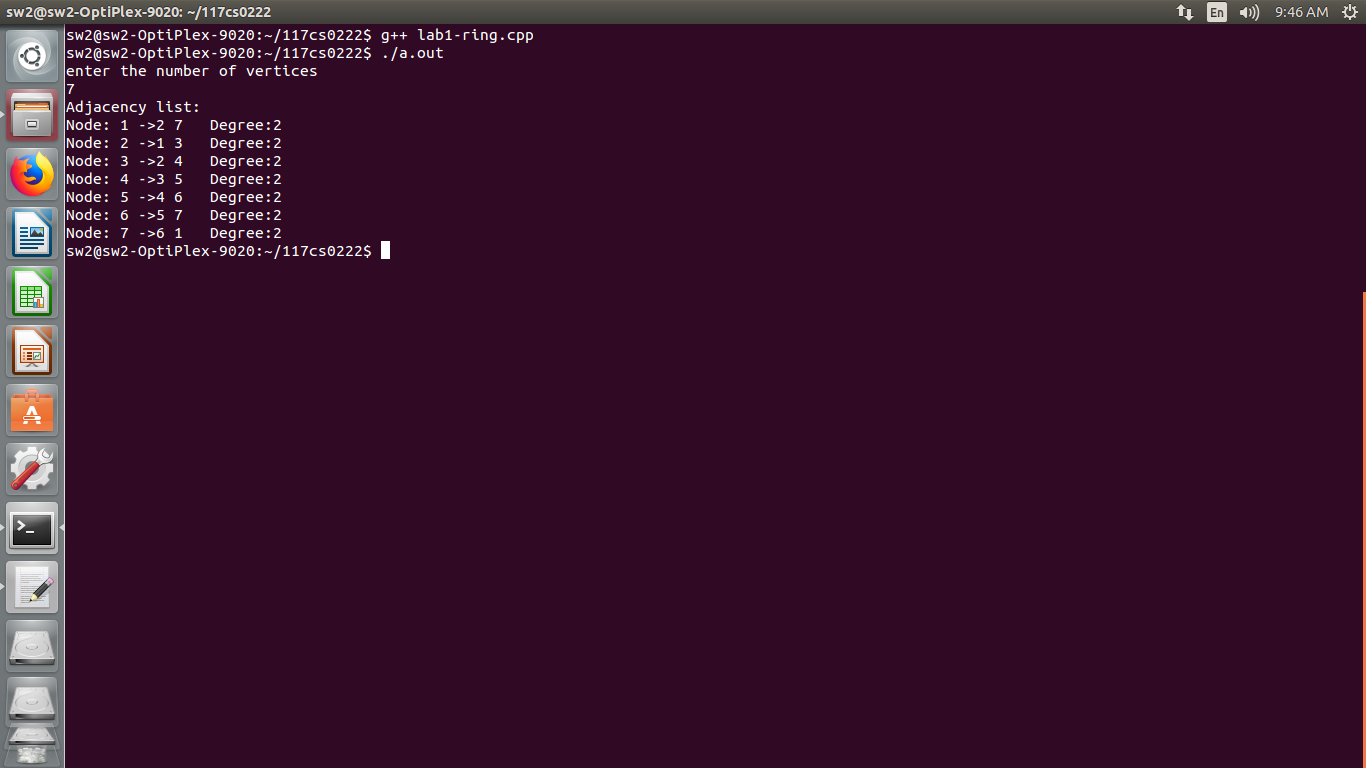 sw2@sw2-OptiPlex-9020: ~/117cs0222
En
9:46 AM
sw2@sw2-OptiPlex-9020:~/117cs0222$ g++ lab1-ring.cpp
sw2@sw2-OptiPlex-9020:~/117cs0222$ ./a.out
enter the number of vertices
7
Adjacency list:
Node: 1 ->2 7   Degree:2
Node: 2 ->1 3   Degree:2
Node: 3 ->2 4   Degree:2
Node: 4 ->3 5   Degree:2
Node: 5 ->4 6   Degree:2
Node: 6 ->5 7   Degree:2
Node: 7 ->6 1   Degree:2
sw2@sw2-OptiPlex-9020:~/117cs0222$